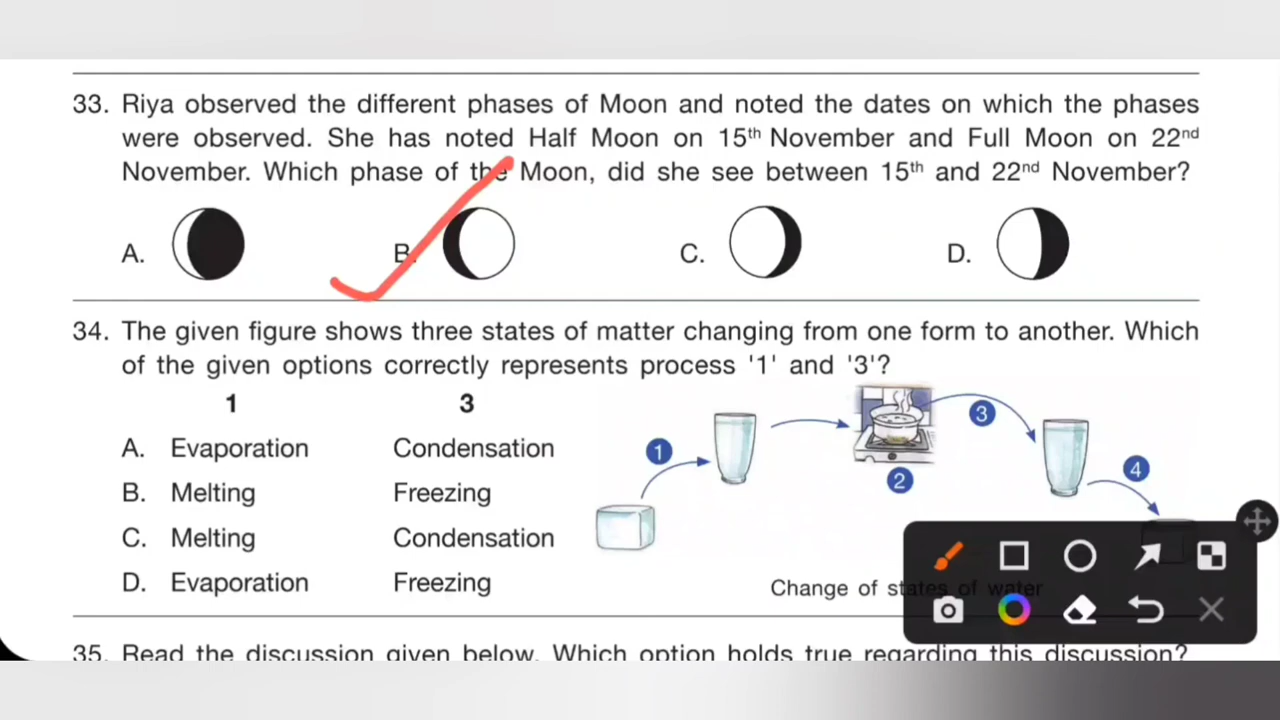 33. Riya observed the different phases of Moon and noted the dates on which the phases
were observed. She has noted Half Moon on 15th November and Full Moon on 22nd
November. Which phase of the Moon, did she see between 15th and 22nd November?
A. B. C. D.
34. The given figure shows three states of matter changing from one form to another. Which
of the given options correctly represents process '1' and '3'?
1 3
A. Evaporation Condensation
B. Melting Freezing
C. Melting Condensation
D. Evaporation Freezing
1
2
3
4
Change of states of water
35. Read the discussion given below. Which option holds true regarding this discussion?